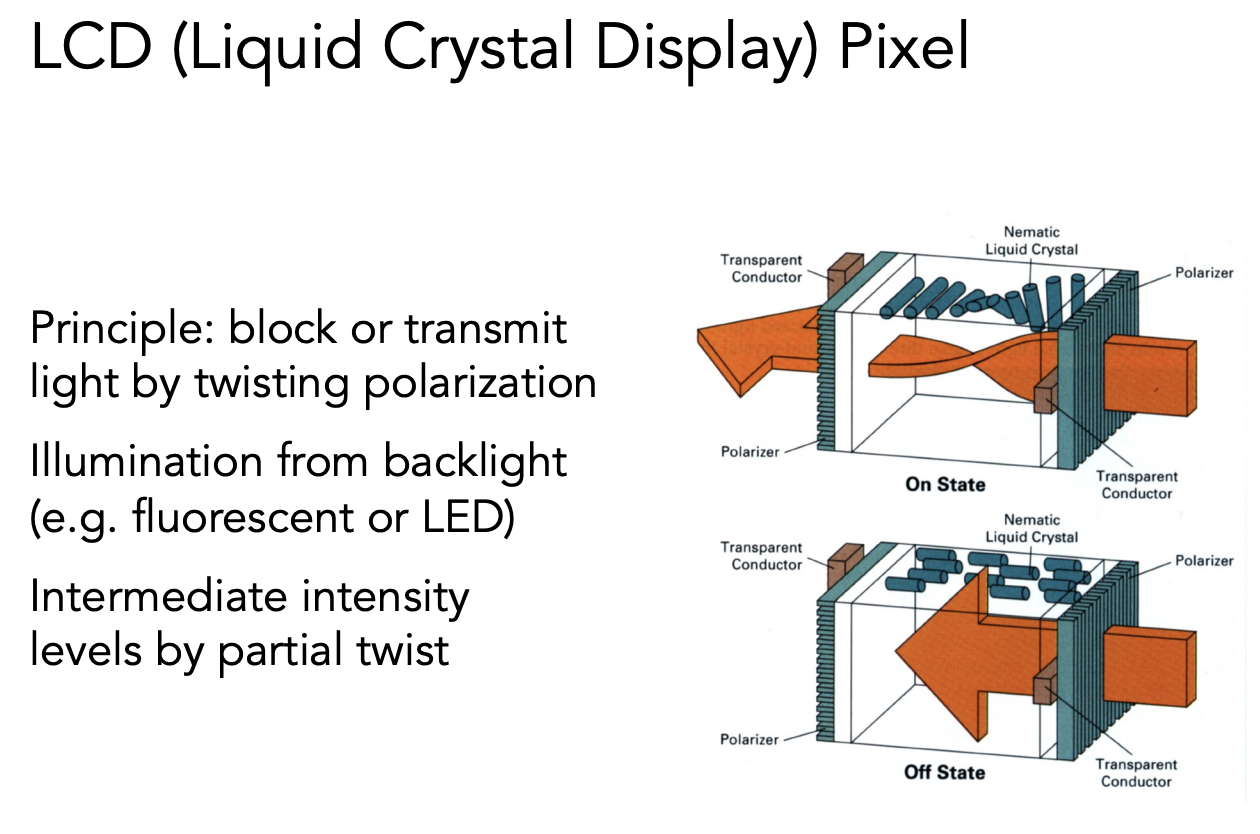 LCD (Liquid Crystal Display) Pixel
Principle: block or transmit
light by twisting polarization
Illumination from backlight
(e.g. fluorescent or LED)
Intermediate intensity
levels by partial twist
Nematic
Liquid Crystal
Transparent
Conductor
Polarizer
Polarizer
Transparent
Conductor
On State
Nematic
Liquid Crystal
Transparent
Conductor
Polarizer
Polarizer
Transparent
Conductor
Off State